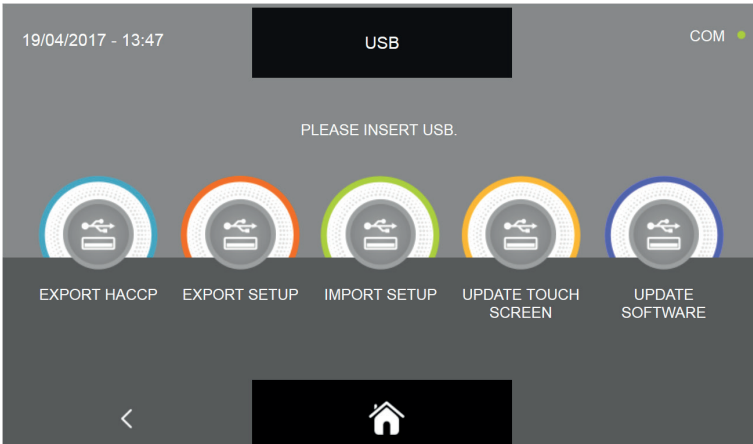 19/04/2017 - 13:47
USB
COM
PLEASE INSERT USB.
EXPORT HACCP
EXPORT SETUP
IMPORT SETUP
UPDATE TOUCH
SCREEN
UPDATE
SOFTWARE